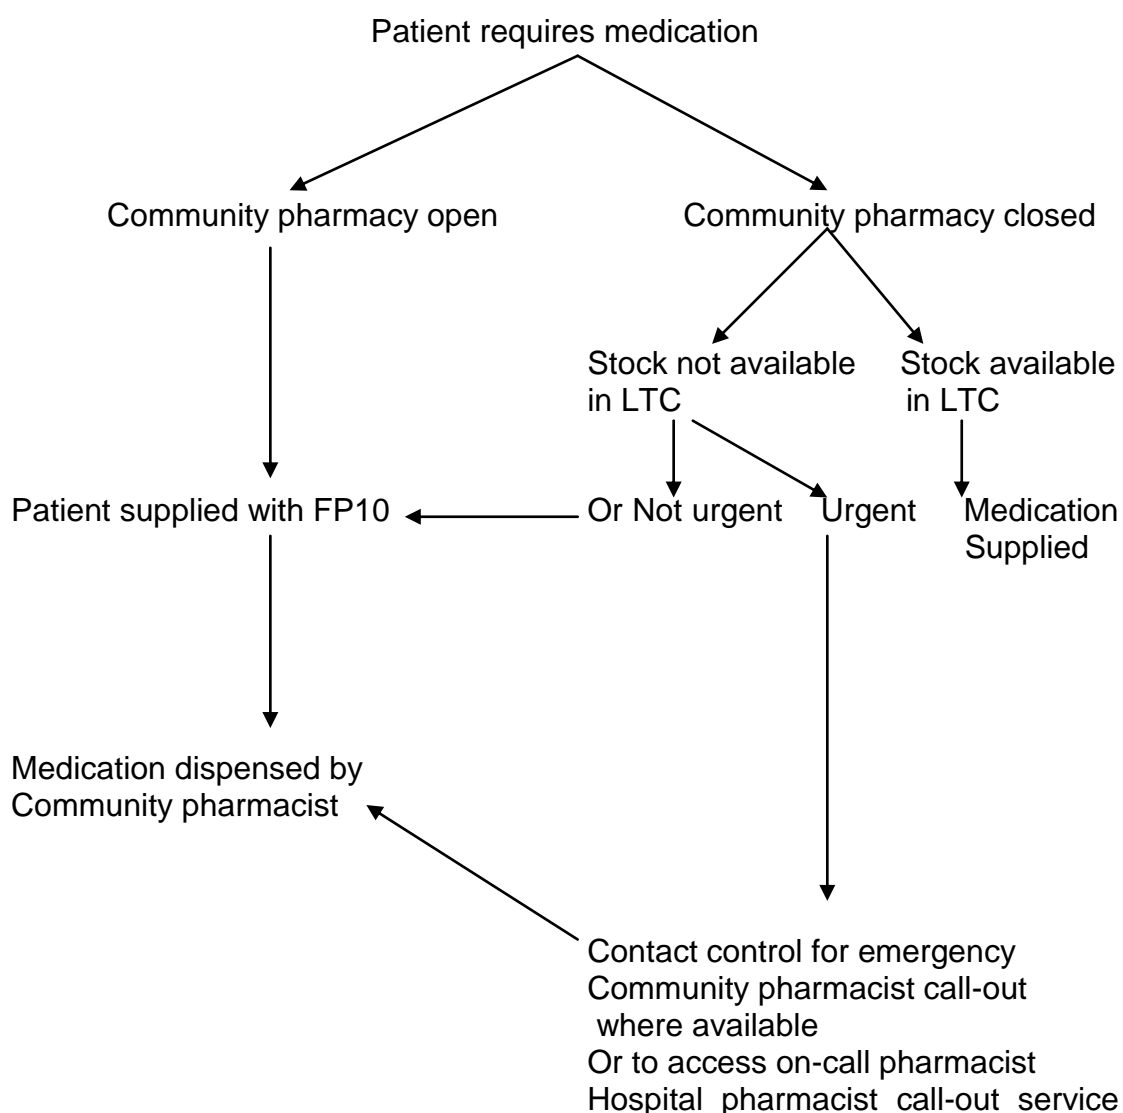 Patient requires medication
Community pharmacy open
Community pharmacy closed
Stock not available
in LTC
Stock available
in LTC
Patient supplied with FP10
Or Not urgent
Urgent
Medication
Supplied
Medication dispensed by
Community pharmacist
Contact control for emergency
Community pharmacist call-out
where available
Or to access on-call pharmacist
Hospital pharmacist call-out service